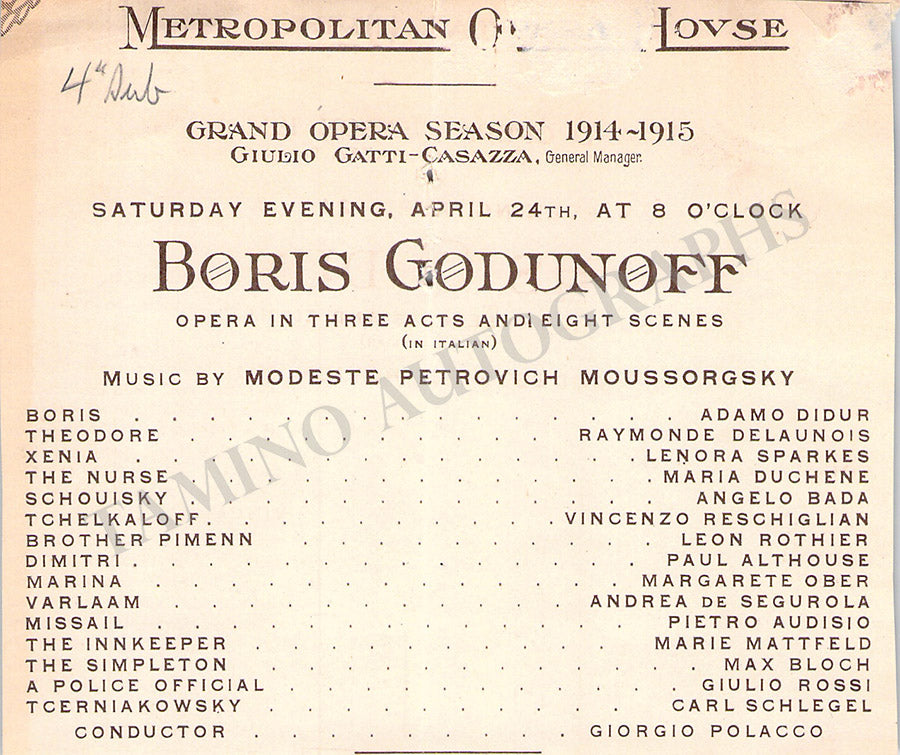 METROPOLITAN HOVSE
4" Sub
GRAND OPERA SEASON 1914~1915
GIULIO GATTI-CASAZZA, General Manager.
SATURDAY EVENING, APRIL 24TH, AT 8 O'CLOCK
BORIS GODUNOFF
OPERA IN THREE ACTS AND EIGHT SCENES
(IN ITALIAN)
MUSIC BY MODESTE PETROVICH MOUSSORGSKY
BORIS . . . . . . . . . . . . . . . ADAMO DIDUR
THEODORE . . . . . . . . . . . RAYMONDE DELAUNOIS
XENIA . . . . . . . . . . . . . . LENORA SPARKES
THE NURSE . . . . . . . . . . . . MARIA DUCHENE
SCHOUISKY . . . . . . . . . . . . . ANGELO BADA
TCHELKALOFF . . . . . . . . . . VINCENZO RESCHIGLIAN
BROTHER PIMENN . . . . . . . . . . . LEON ROTHIER
DIMITRI . . . . . . . . . . . . . PAUL ALTHOUSE
MARINA . . . . . . . . . . . . MARGARETE OBER
VARLAAM . . . . . . . . . . ANDREA DE SEGUROLA
MISSAIL . . . . . . . . . . . . . PIETRO AUDISIO
THE INNKEEPER . . . . . . . . . . MARIE MATTFELD
THE SIMPLETON . . . . . . . . . . . . MAX BLOCH
A POLICE OFFICIAL . . . . . . . . . . GIULIO ROSSI
TCERNIAKOWSKY . . . . . . . . . . CARL SCHLEGEL
CONDUCTOR . . . . . . . . GIORGIO POLACCO
TAMINO AUTOGRAPHS